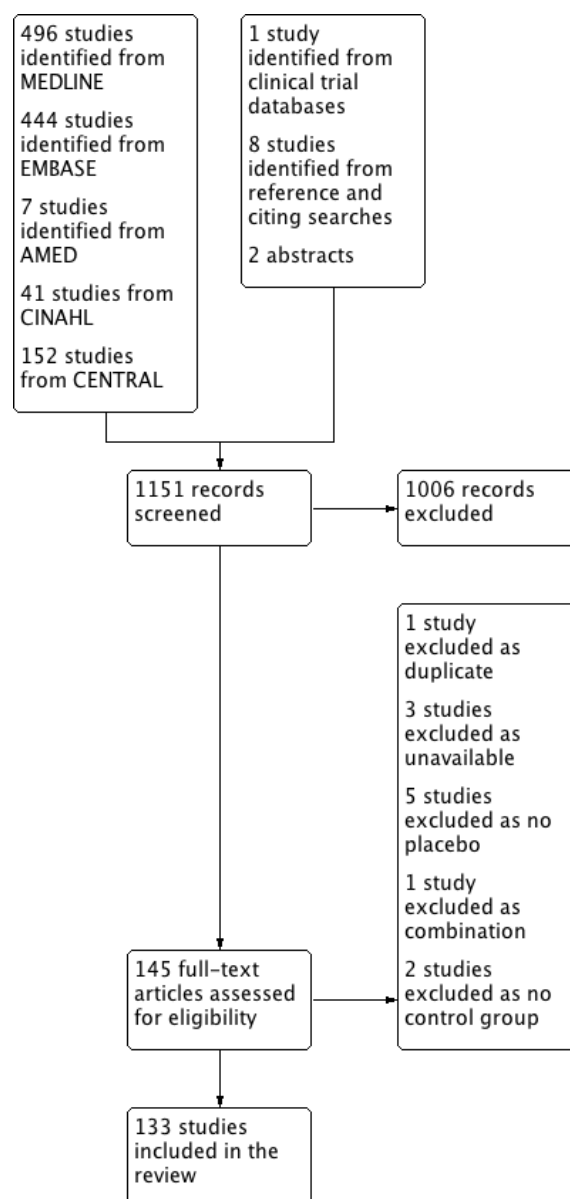 496 studies
identified from
MEDLINE
444 studies
identified from
EMBASE
7 studies
identified from
AMED
41 studies from
CINAHL
152 studies
from CENTRAL
1 study
identified from
clinical trial
databases
8 studies
identified from
reference and
citing searches
2 abstracts
1151 records
screened
1006 records
excluded
1 study
excluded as
duplicate
3 studies
excluded as
unavailable
5 studies
excluded as no
placebo
1 study
excluded as
combination
2 studies
excluded as no
control group
145 full-text
articles assessed
for eligibility
133 studies
included in the
review